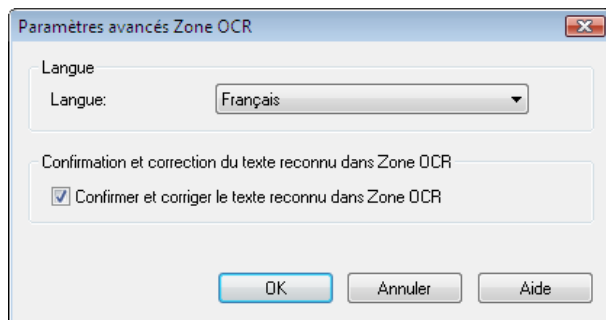 Paramètres avancés Zone OCR
Langue
Langue:
Français
Confirmation et correction du texte reconnu dans Zone OCR
Confirmer et corriger le texte reconnu dans Zone OCR
OK Annuler Aide